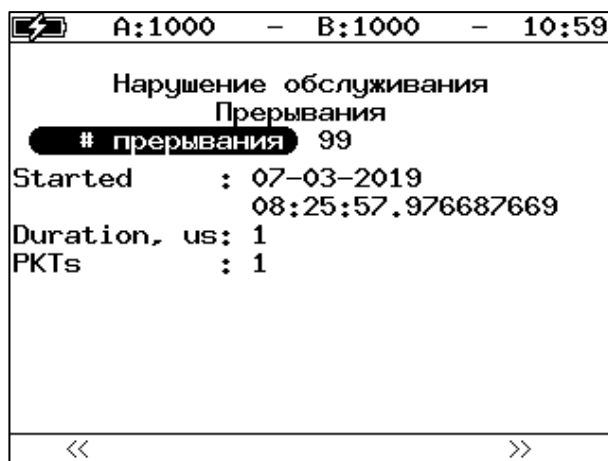 A:1000 – B:1000 – 10:59
Нарушение обслуживания
Прерывания
# прерывания 99
Started : 07-03-2019
08:25:57.976687669
Duration, us: 1
PKTs : 1
<< >>